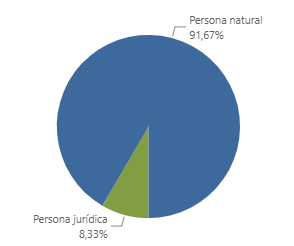 Persona natural
91,67%
Persona jurídica
8,33%